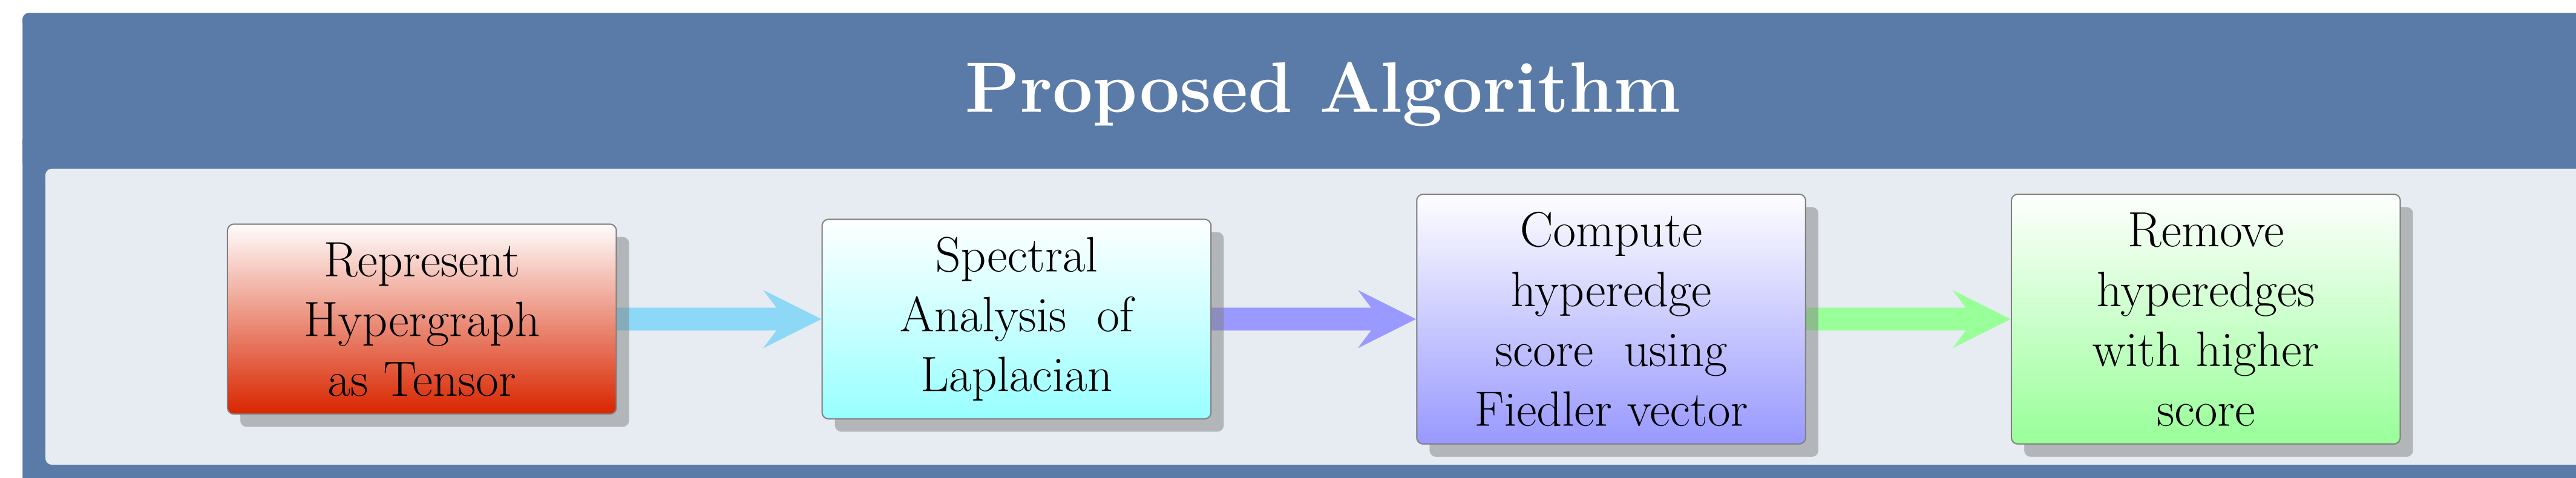 Proposed Algorithm
Represent
Hypergraph
as Tensor
Spectral
Analysis of
Laplacian
Compute
hyperedge
score using
Fiedler vector
Remove
hyperedges
with higher
score